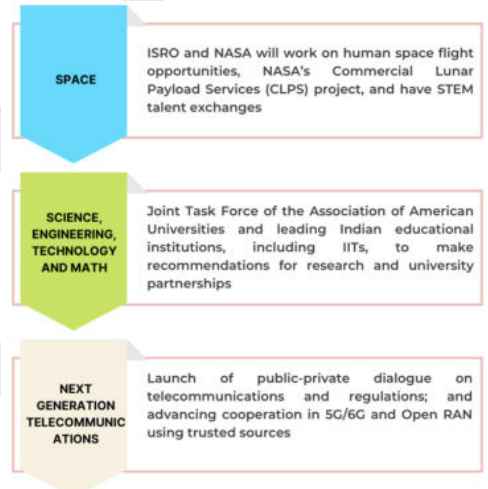 SPACE
ISRO and NASA will work on human space flight
opportunities, NASA's Commercial Lunar
Payload Services (CLPS) project, and have STEM
talent exchanges
SCIENCE,
ENGINEERING,
TECHNOLOGY
AND MATH
Joint Task Force of the Association of American
Universities and leading Indian educational
institutions, including IITs, to make
recommendations for research and university
partnerships
NEXT
GENERATION
TELECOMMUNIC
ATIONS
Launch of public-private dialogue on
telecommunications and regulations; and
advancing cooperation in 5G/6G and Open RAN
using trusted sources